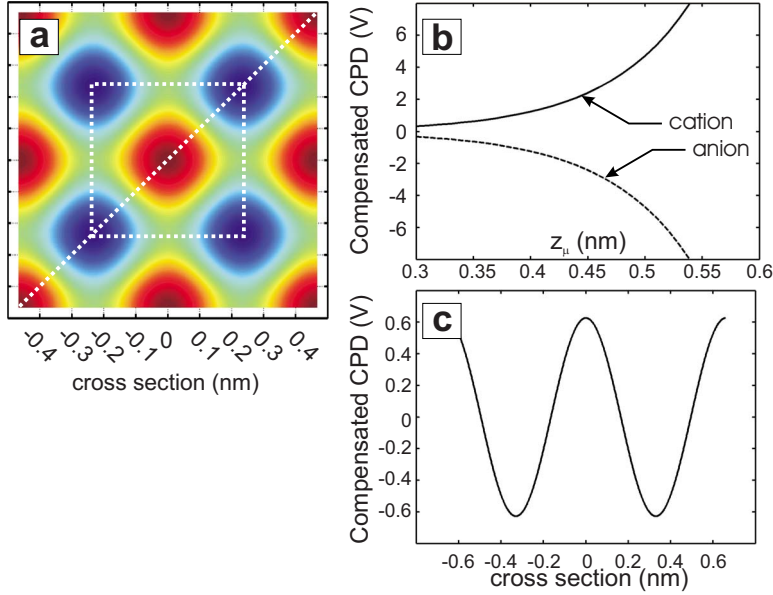 a
-0.4 -0.3 -0.2 -0.1 0 0.1 0.2 0.3 0.4
cross section (nm)
b
Compensated CPD (V)
6
4
2
0
-2
-4
-6
cation
anion
zμ (nm)
0.3 0.35 0.4 0.45 0.5 0.55 0.6
c
Compensated CPD (V)
0.6
0.4
0.2
0
-0.2
-0.4
-0.6
-0.6 -0.4 -0.2 0 0.2 0.4 0.6
cross section (nm)